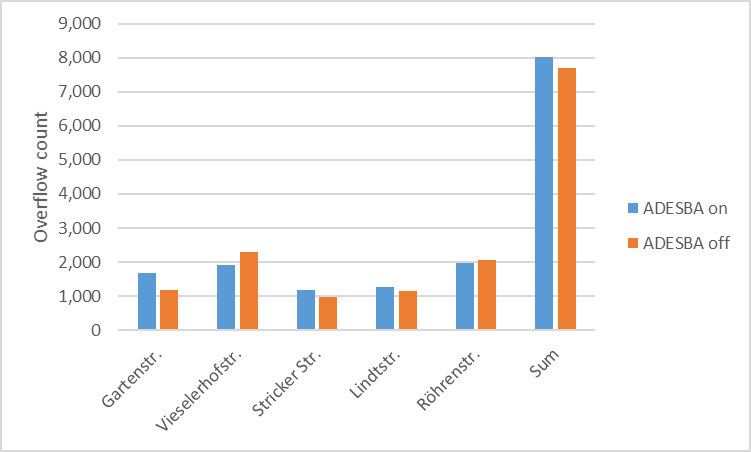 9,000
8,000
7,000
6,000
5,000
4,000
3,000
2,000
1,000
0
Overflow count
Gartenstr.
Vieselerhofstr.
Stricker Str.
Lindtstr.
Röhrenstr.
Sum
ADESBA on
ADESBA off